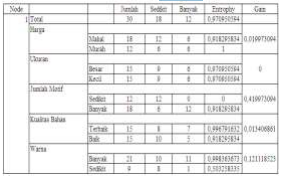 Node Jumlah Sedikit Banyak Entrophy Gain
1 Total 30 18 12 0,970950594
Harga 0,019973094
Mahal 18 12 6 0,918295834
Murah 12 6 6 1
Ukuran 0
Besar 15 9 6 0,970950594
Kecil 15 9 6 0,970950594
Jumlah Motif 0,419973094
Sedikit 12 12 0 0
Banyak 18 6 12 0,918295834
Kualitas Bahan 0,013406861
Terbaik 15 8 7 0,996791632
Baik 15 10 5 0,918295834
Warna 0,121118523
Banyak 21 10 11 0,998363673
Sedikit 9 8 1 0,503258335